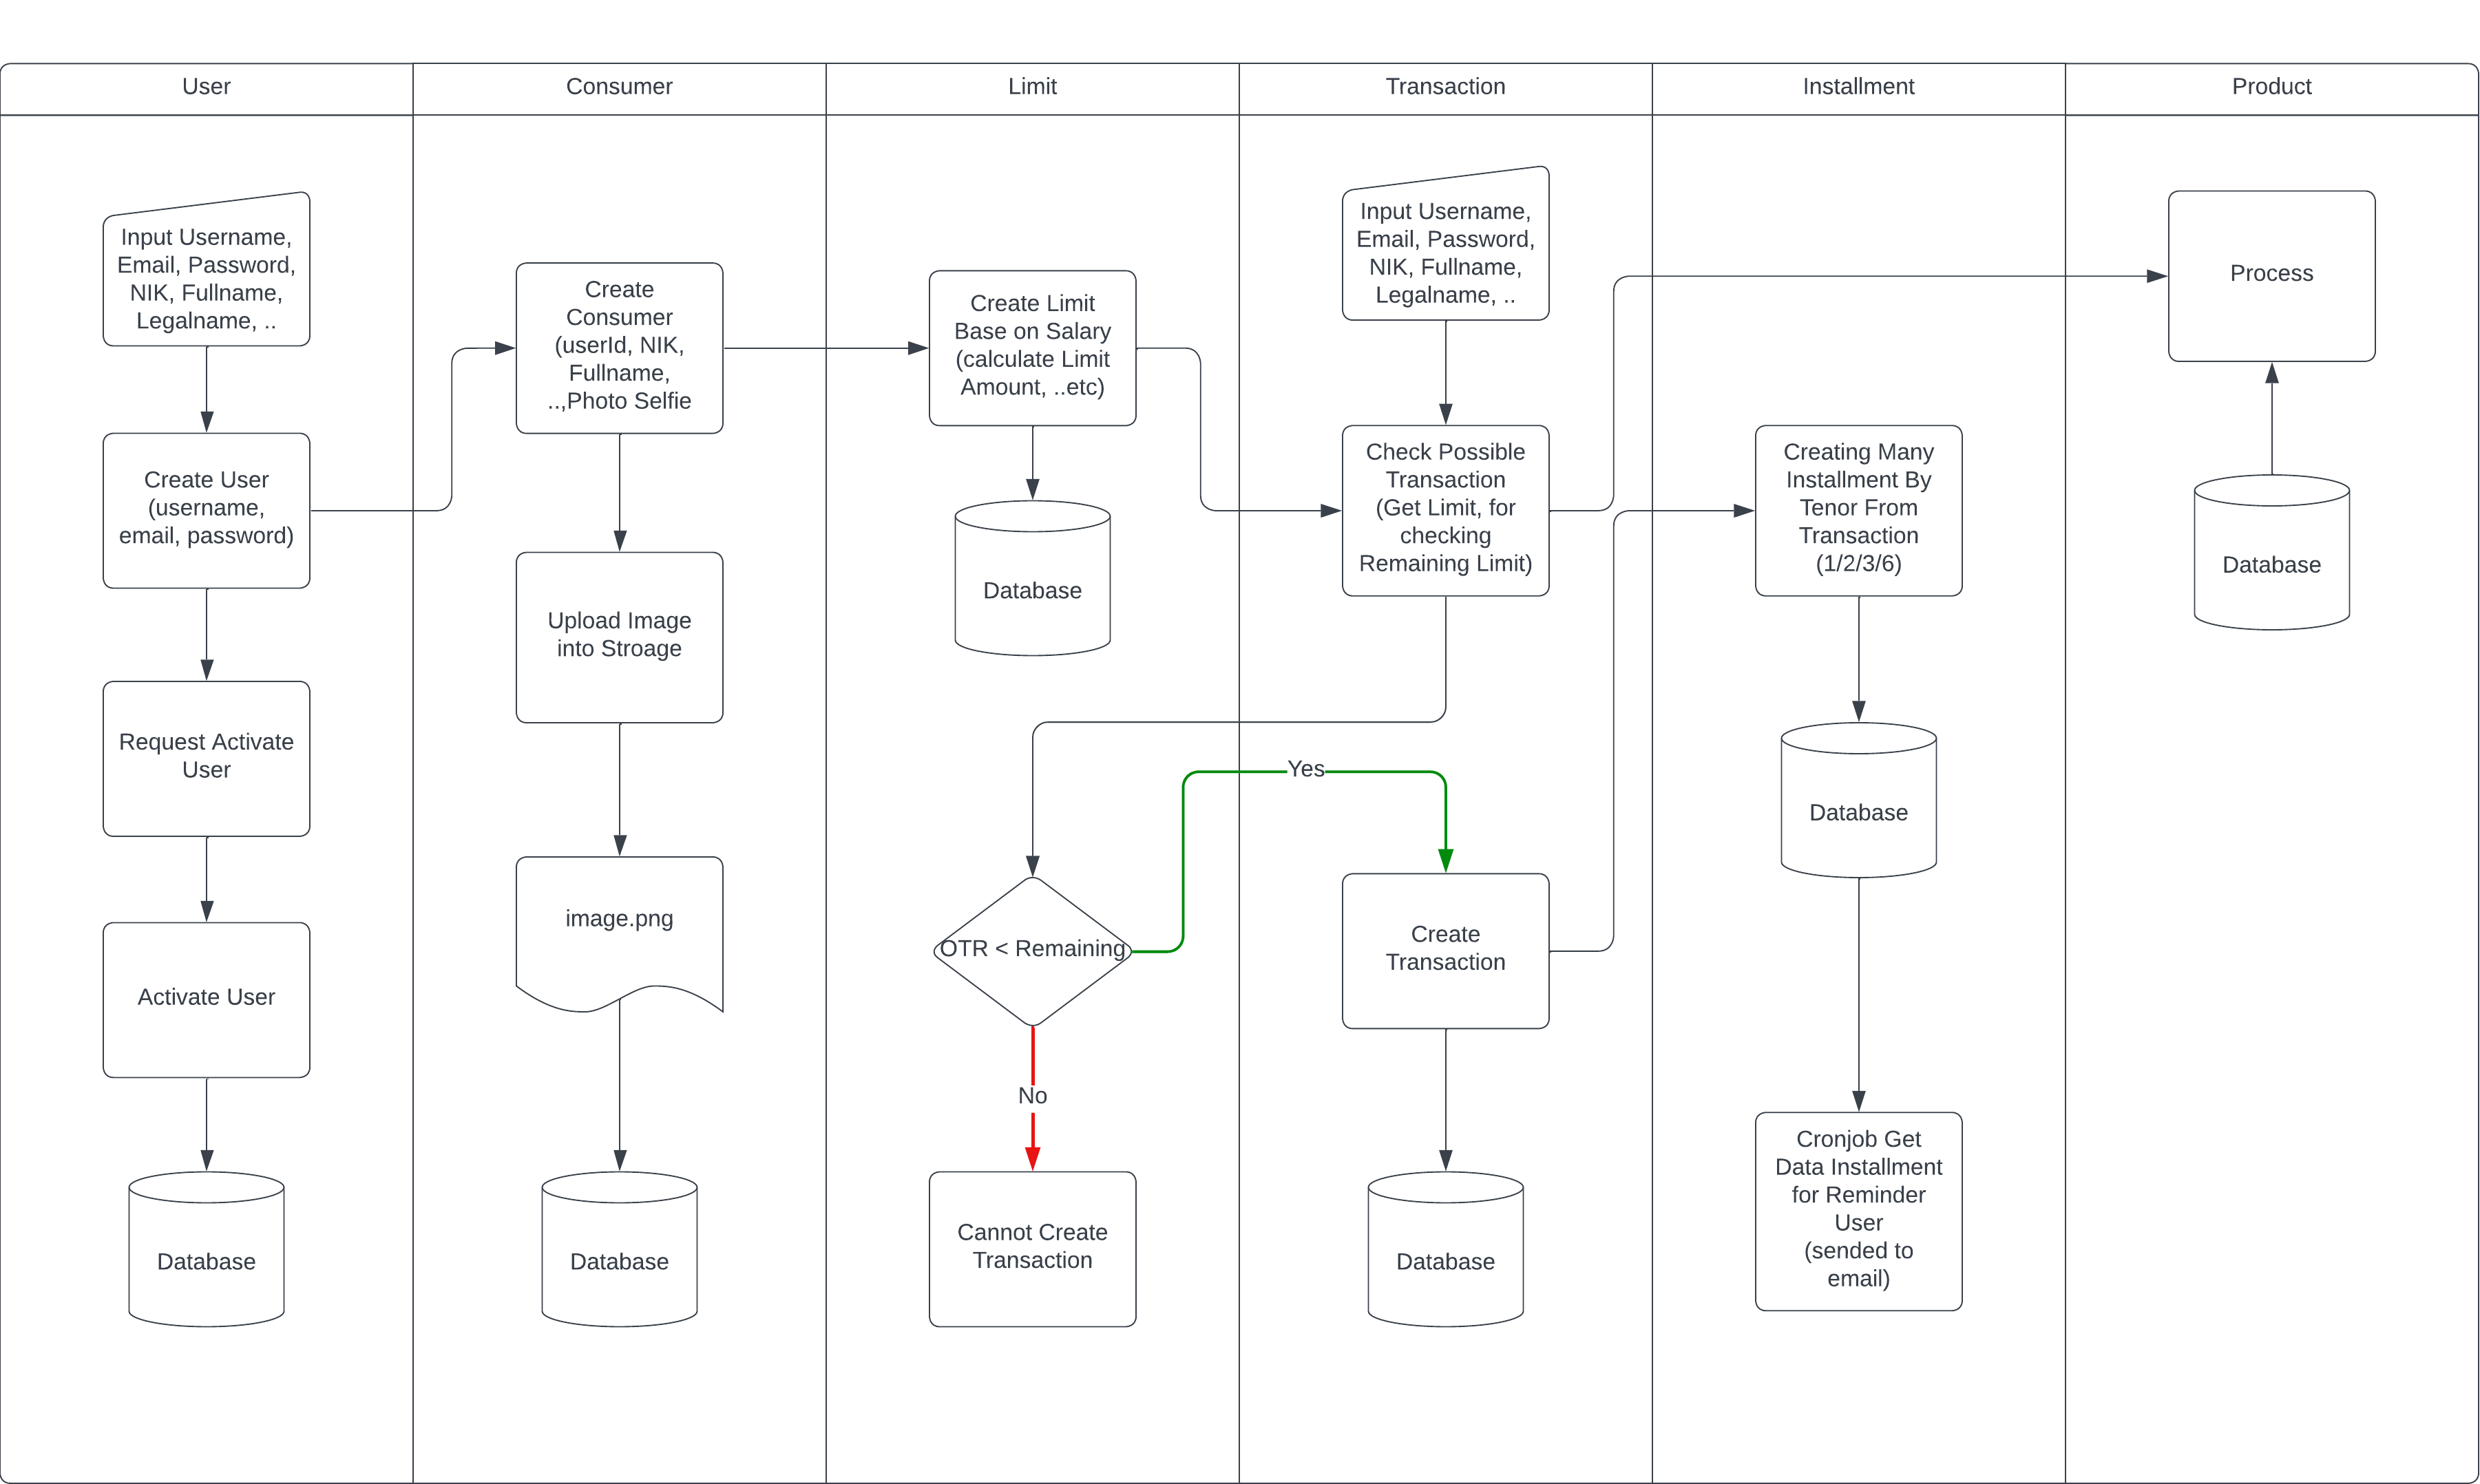 User
Consumer
Limit
Transaction
Installment
Product
Input Username,
Email, Password,
NIK, Fullname,
Legalname, ..
Create User
(username,
email, password)
Request Activate
User
Activate User
Database
Create
Consumer
(userId, NIK,
Fullname,
..,Photo Selfie
Upload Image
into Stroage
image.png
Database
Create Limit
Base on Salary
(calculate Limit
Amount, ..etc)
Database
OTR < Remaining
No
Cannot Create
Transaction
Yes
Input Username,
Email, Password,
NIK, Fullname,
Legalname, ..
Check Possible
Transaction
(Get Limit, for
checking
Remaining Limit)
Create
Transaction
Database
Creating Many
Installment By
Tenor From
Transaction
(1/2/3/6)
Database
Cronjob Get
Data Installment
for Reminder
User
(sended to
email)
Process
Database